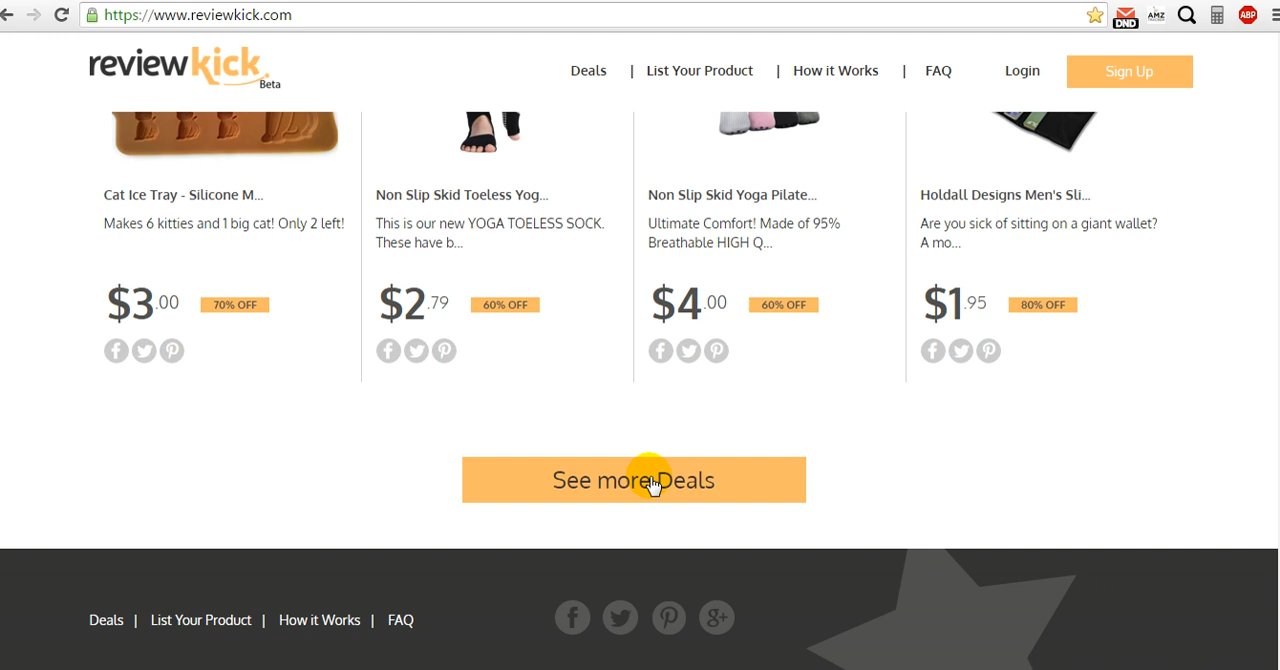 https://www.reviewkick.com
DND
AMZ
TRACKER
ABP
reviewkick
Beta
Deals | List Your Product | How it Works | FAQ Login Sign Up
Cat Ice Tray - Silicone M...
Makes 6 kitties and 1 big cat! Only 2 left!
$3.00 70% OFF
Non Slip Skid Toeless Yog...
This is our new YOGA TOELESS SOCK.
These have b...
$2.79 60% OFF
Non Slip Skid Yoga Pilate...
Ultimate Comfort! Made of 95%
Breathable HIGH Q...
$4.00 60% OFF
Holdall Designs Men's Sli...
Are you sick of sitting on a giant wallet?
A mo...
$1.95 80% OFF
See more Deals
Deals | List Your Product | How it Works | FAQ